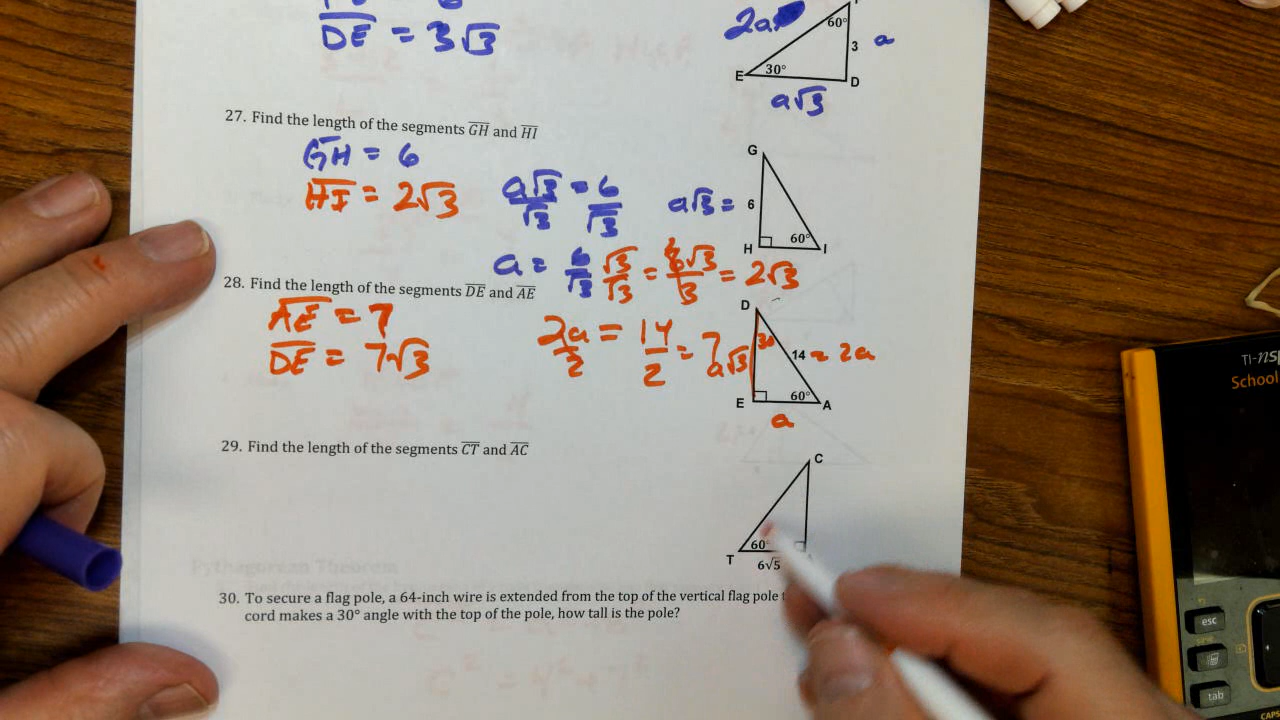 DE = 3√3
2a
60°
3 a
E 30° D
a√3
27. Find the length of the segments GH and HI
GH = 6
HI = 2√3
a√3/√3 = 6/√3
a√3 = 6
G
H 60° I
a = 6/√3 √3/√3 = 6√3/3 = 2√3
28. Find the length of the segments DE and AE
AE = 7
DE = 7√3
2a/2 = 14/2 = 7
a√3
D
30
14 = 2a
E 60° A
a
29. Find the length of the segments CT and AC
C
T 60°
6√5
30. To secure a flag pole, a 64-inch wire is extended from the top of the vertical flag pole
cord makes a 30° angle with the top of the pole, how tall is the pole?
Pythagorean Theorem
TI-ns
School
esc
tab
CAPS